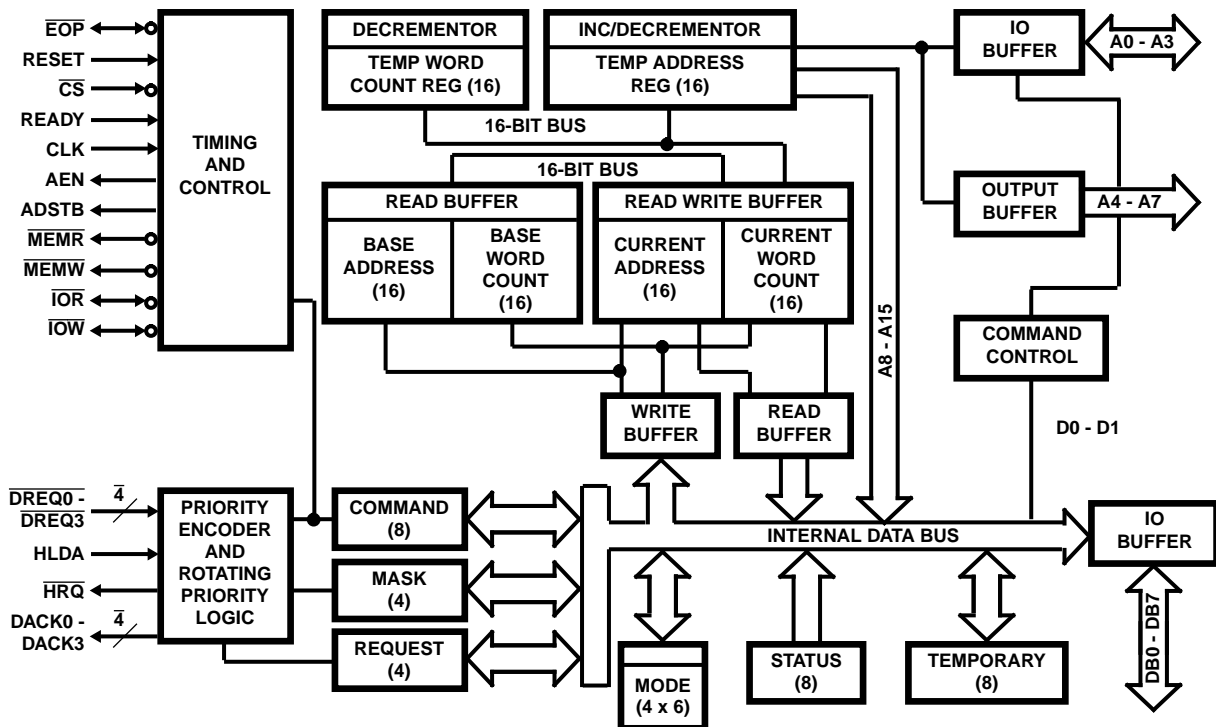 EOP
RESET
CS
READY
CLK
AEN
ADSTB
MEMR
MEMW
IOR
IOW
TIMING
AND
CONTROL
DECREMENTOR
TEMP WORD
COUNT REG (16)
INC/DECREMENTOR
TEMP ADDRESS
REG (16)
16-BIT BUS
16-BIT BUS
READ BUFFER
BASE
ADDRESS
(16)
BASE
WORD
COUNT
(16)
READ WRITE BUFFER
CURRENT
ADDRESS
(16)
CURRENT
WORD
COUNT
(16)
IO
BUFFER
A0 - A3
OUTPUT
BUFFER
A4 - A7
A8 - A15
COMMAND
CONTROL
WRITE
BUFFER
READ
BUFFER
D0 - D1
DREQ0 -
DREQ3
4
HLDA
HRQ
DACK0 -
DACK3
4
PRIORITY
ENCODER
AND
ROTATING
PRIORITY
LOGIC
COMMAND
(8)
MASK
(4)
REQUEST
(4)
INTERNAL DATA BUS
IO
BUFFER
MODE
(4 x 6)
STATUS
(8)
TEMPORARY
(8)
DB0 - DB7